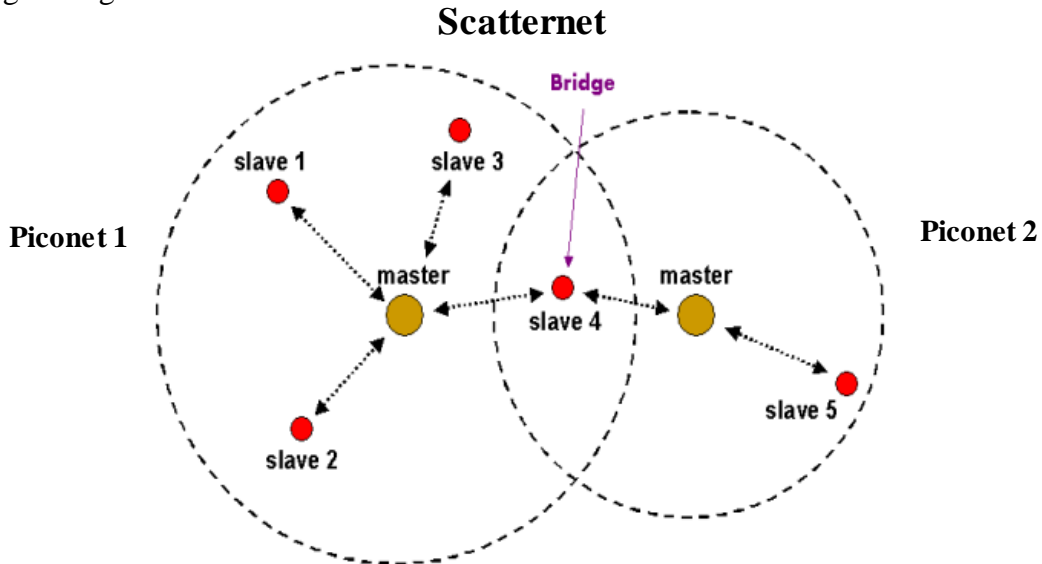 Scatternet
Bridge
slave 3
slave 1
Piconet 1
Piconet 2
master
master
slave 4
slave 5
slave 2